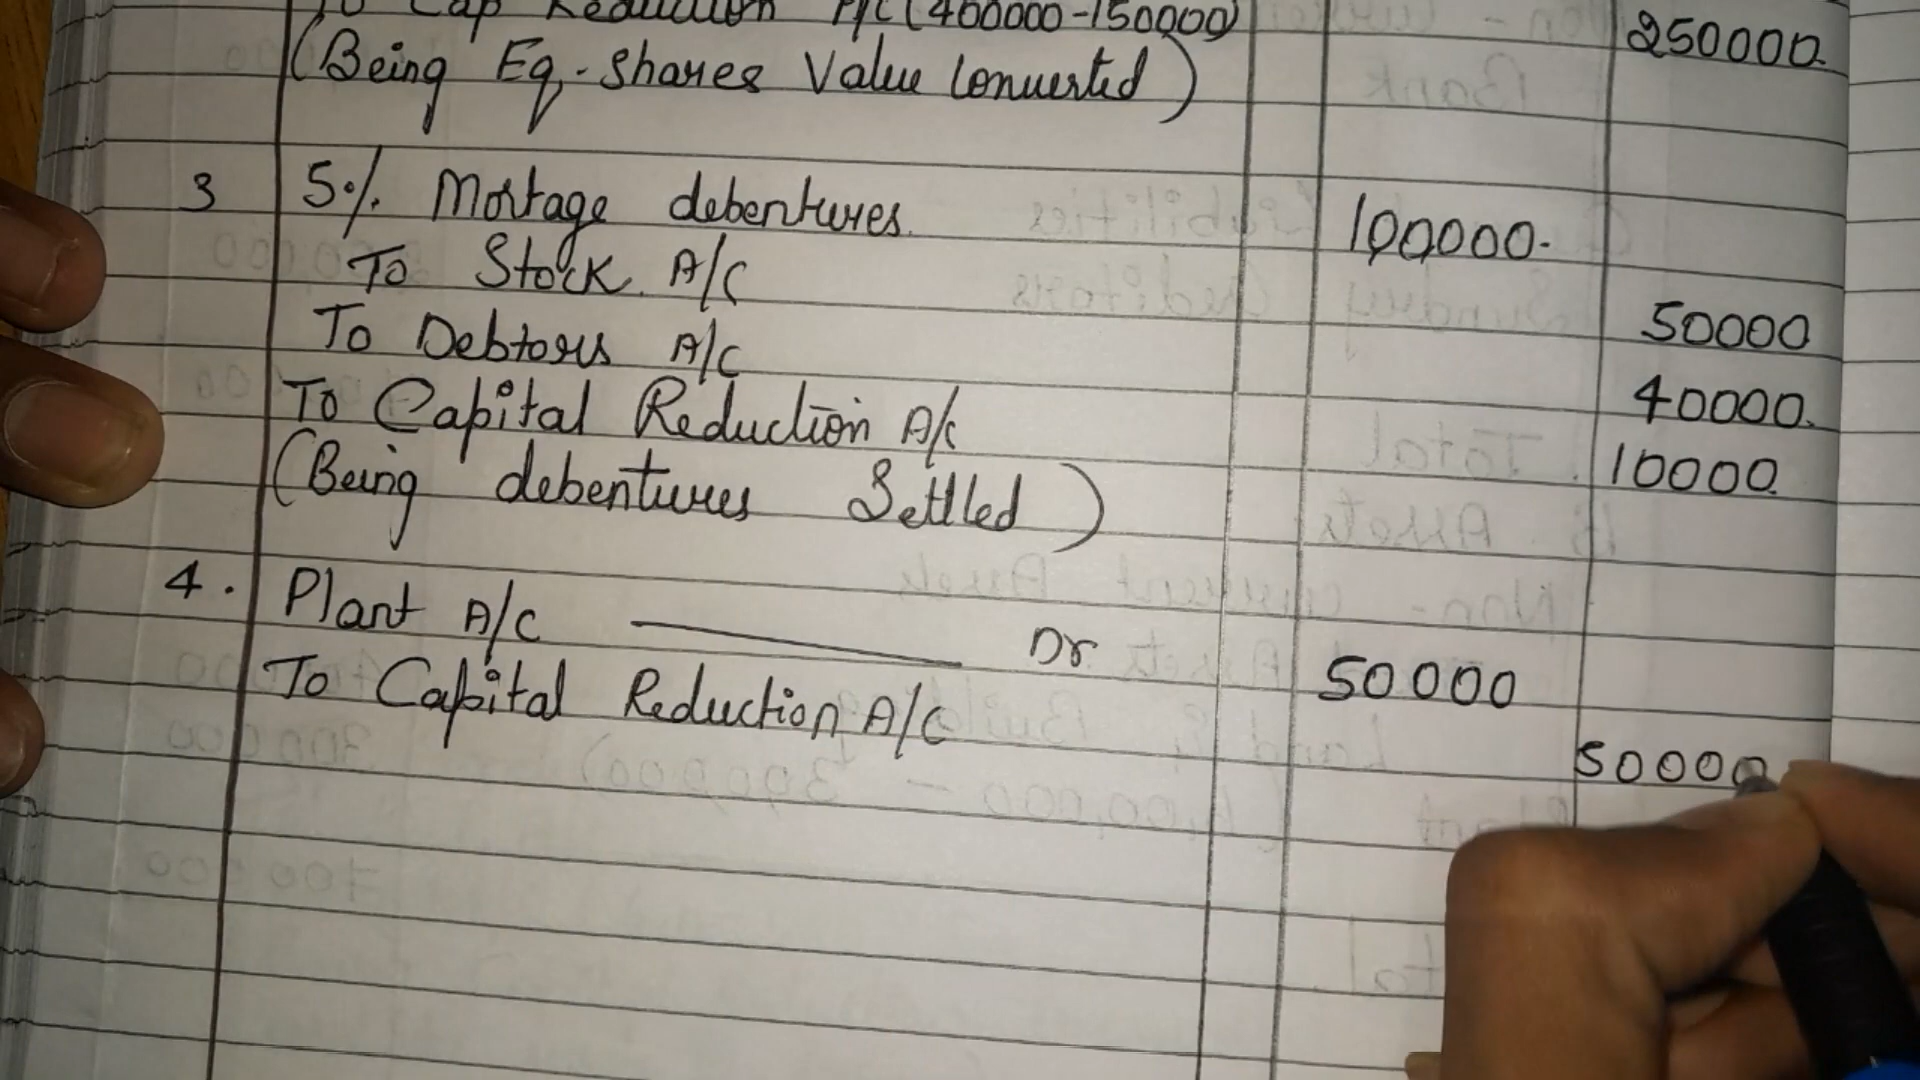 To Cap Reduction A/C (400000-150000) 250000.
(Being Eq. Shares Value Converted)
3 5% Mortage debentures. 100000.
To Stock. A/C 50000
To Debtors A/C 40000.
To Capital Reduction A/c 10000.
(Being debentures Settled)
4. Plant A/C Dr 50000
To Capital Reduction A/C 50000